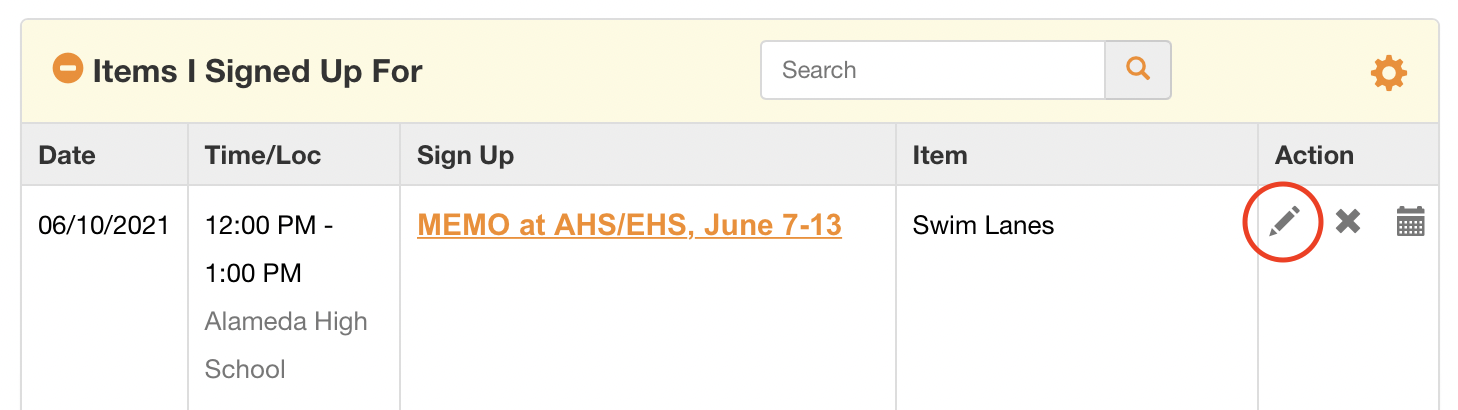 Items I Signed Up For
Search
Date
Time/Loc
Sign Up
Item
Action
06/10/2021
12:00 PM -
1:00 PM
Alameda High
School
MEMO at AHS/EHS, June 7-13
Swim Lanes